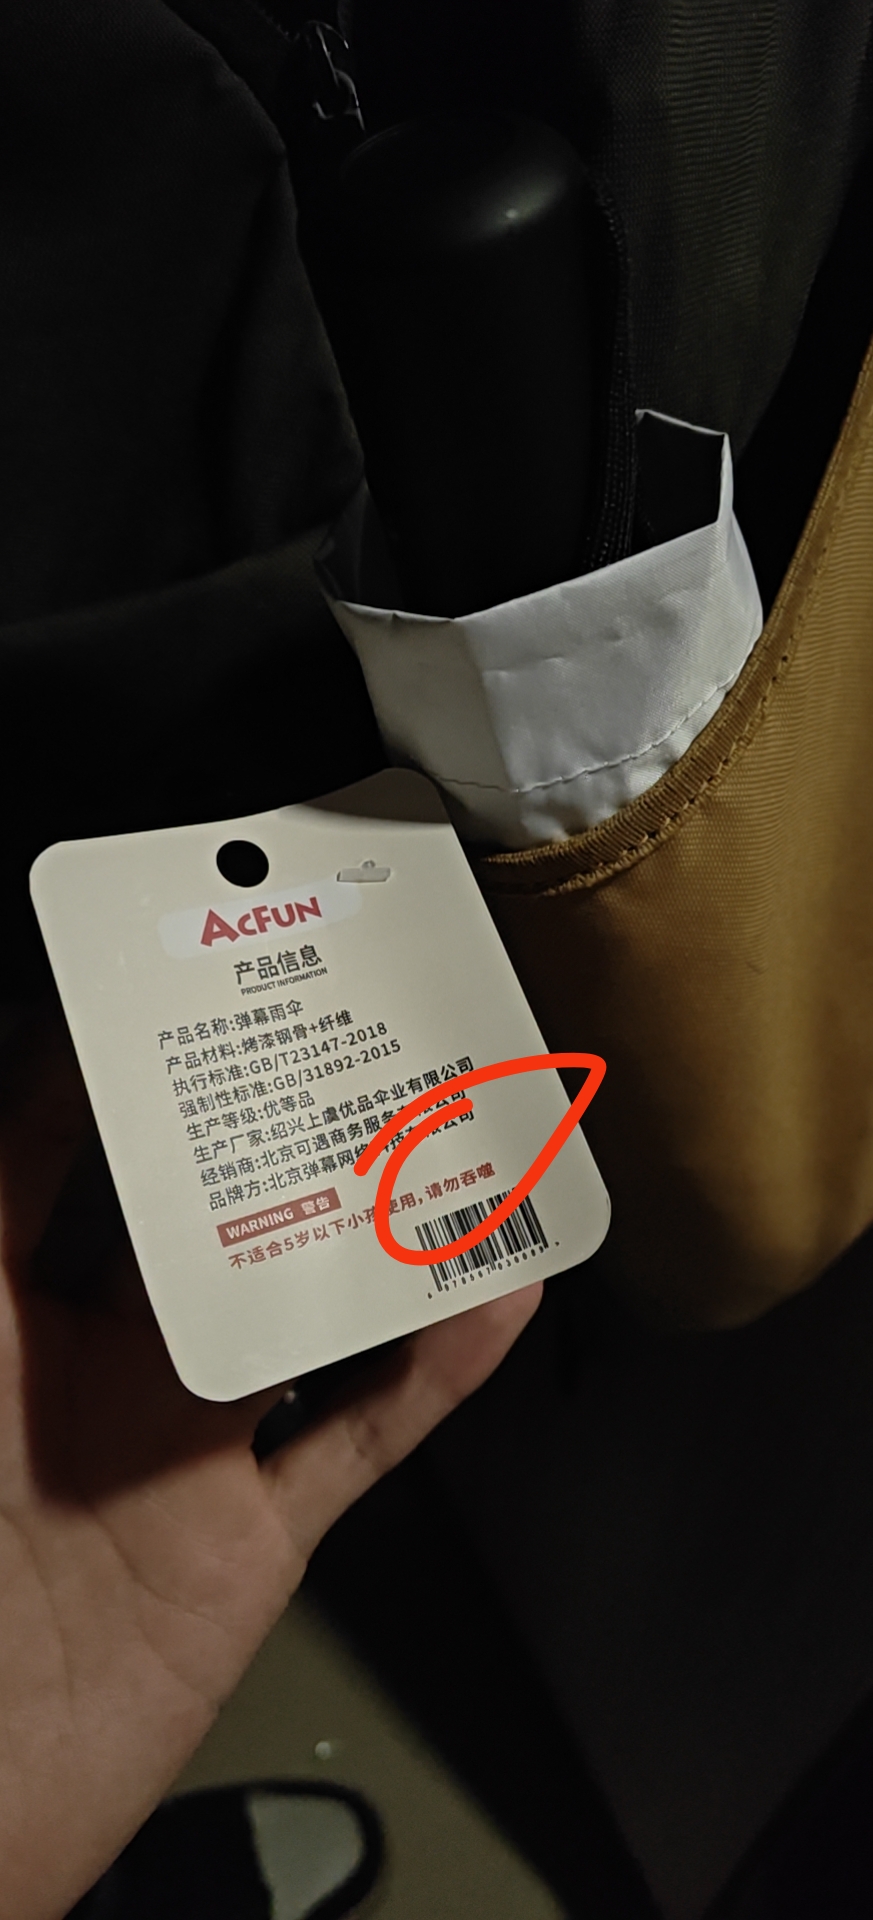 ACFUN
产品信息
PRODUCT INFORMATION
产品名称:弹幕雨伞
产品材料:烤漆钢骨+纤维
执行标准:GB/T23147-2018
强制性标准:GB/31892-2015
生产等级:优等品
生产厂家:绍兴上虞优品伞业有限公司
经销商:北京可遇商务服务有限公司
品牌方:北京弹幕网络科技有限公司
WARNING 警告
不适合5岁以下小孩使用,请勿吞噬